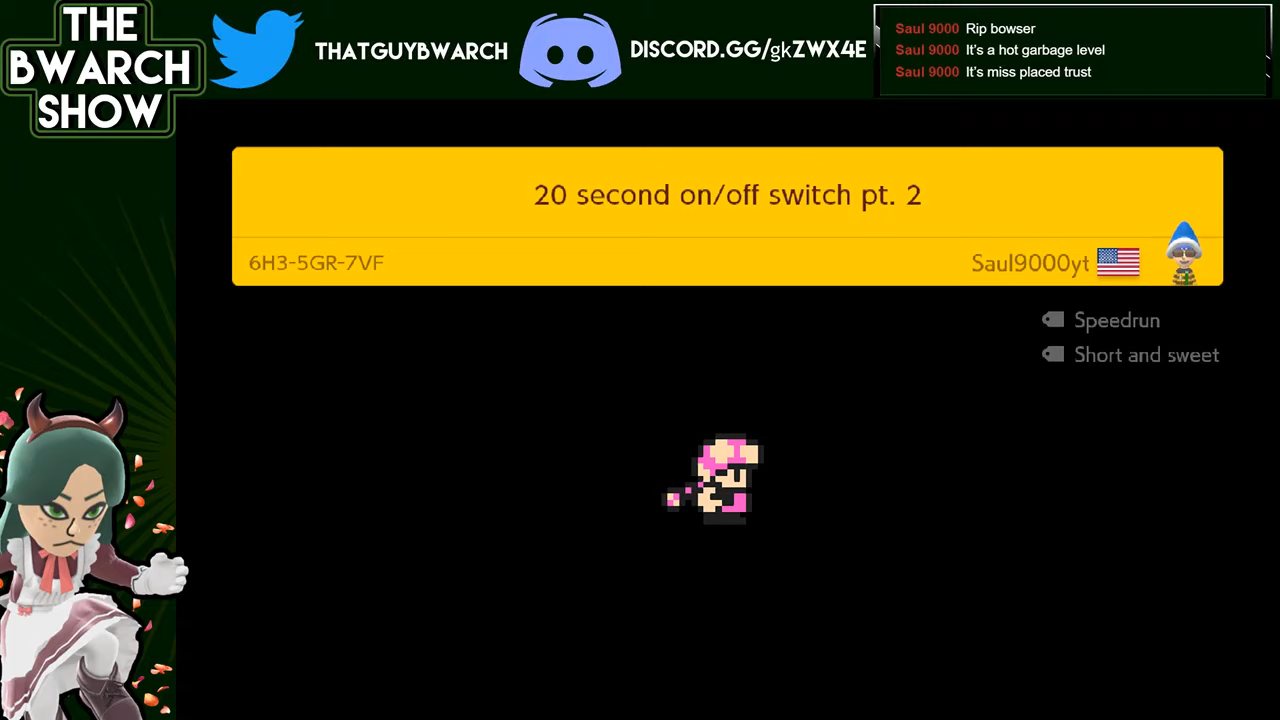 THE
BWARCH
SHOW
THATGUYBWARCH
DISCORD.GG/gkZWX4E
Saul 9000 Rip bowser
Saul 9000 It's a hot garbage level
Saul 9000 It's miss placed trust
20 second on/off switch pt. 2
6H3-5GR-7VF
Saul9000yt
Speedrun
Short and sweet